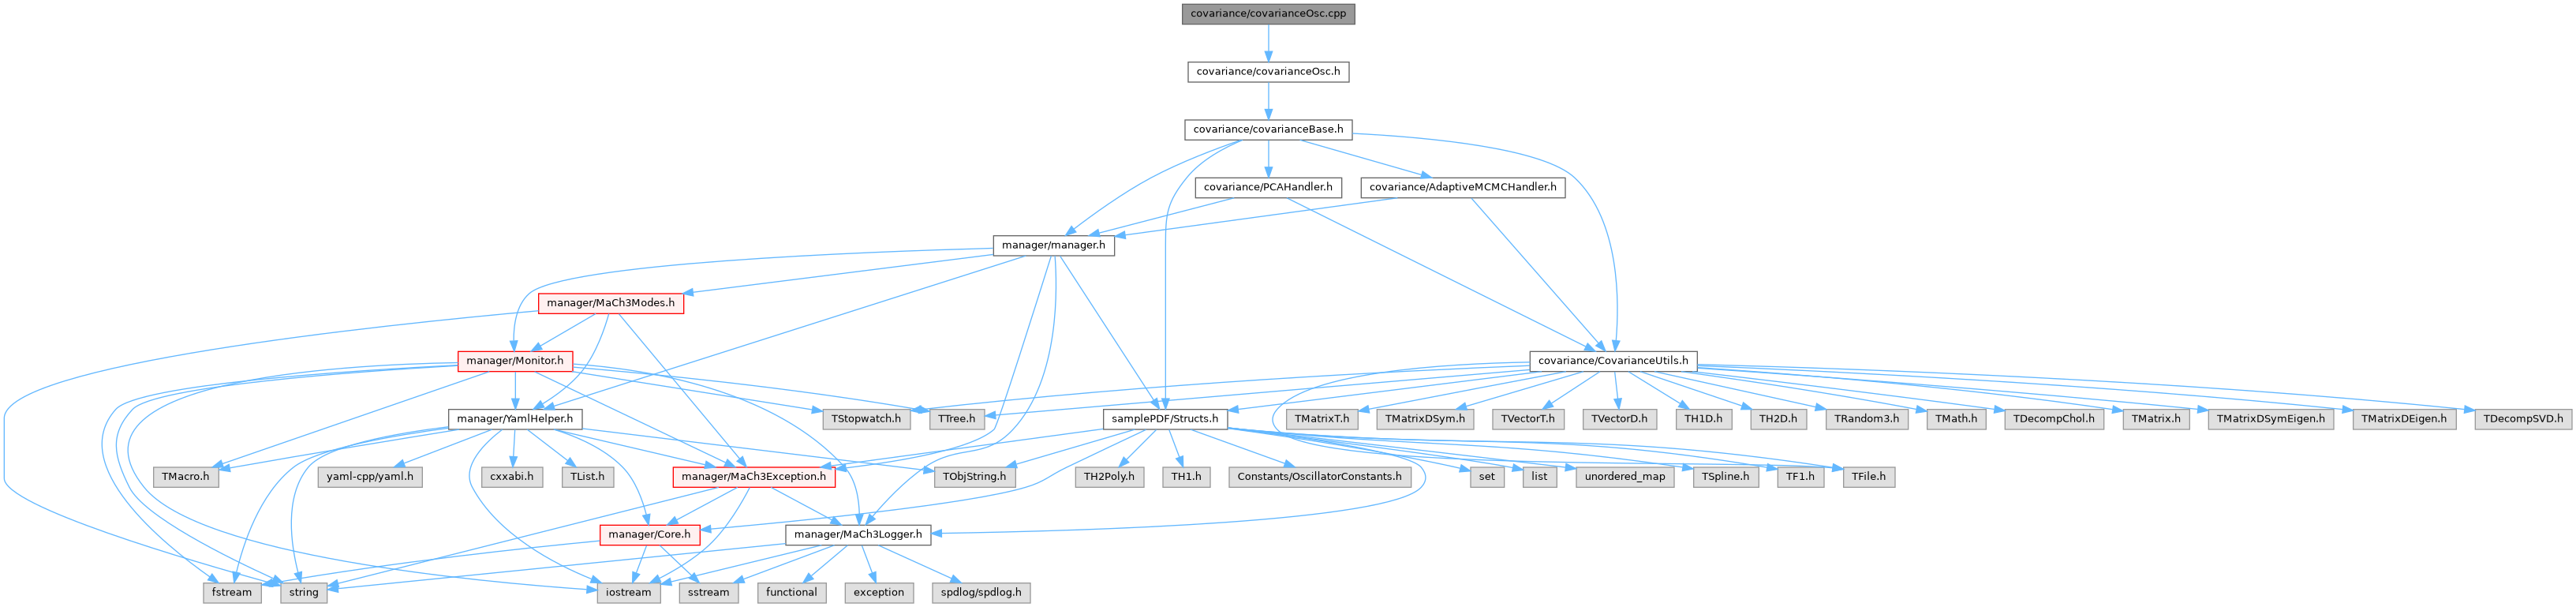 covariance/covarianceOsc.cpp
covariance/covarianceOsc.h
covariance/covarianceBase.h
covariance/PCAHandler.h
covariance/AdaptiveMCMCHandler.h
manager/manager.h
manager/MaCh3Modes.h
manager/Monitor.h
covariance/CovarianceUtils.h
manager/YamlHelper.h
TStopwatch.h
TTree.h
samplePDF/Structs.h
TMatrixT.h
TMatrixDSym.h
TVectorT.h
TVectorD.h
TH1D.h
TH2D.h
TRandom3.h
TMath.h
TDecompChol.h
TMatrix.h
TMatrixDSymEigen.h
TMatrixDEigen.h
TDecompSVD.h
TMacro.h
yaml-cpp/yaml.h
cxxabi.h
TList.h
manager/MaCh3Exception.h
TObjString.h
TH2Poly.h
TH1.h
Constants/OscillatorConstants.h
set
list
unordered_map
TSpline.h
TF1.h
TFile.h
manager/Core.h
manager/MaCh3Logger.h
fstream
string
iostream
sstream
functional
exception
spdlog/spdlog.h